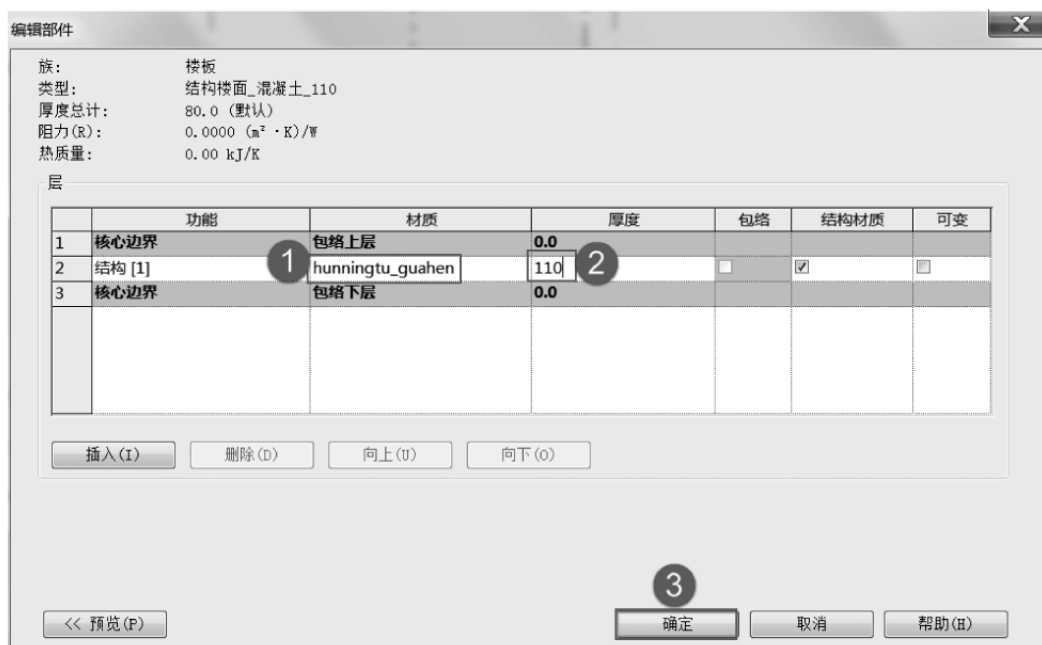 编辑部件
族: 楼板
类型: 结构楼面_混凝土_110
厚度总计: 80.0 (默认)
阻力(R): 0.0000 (m²·K)/W
热质量: 0.00 kJ/K
层
功能 材质 厚度 包络 结构材质 可变
1 核心边界 包络上层 0.0
2 结构 [1] 1 hunningtu_guahen 110 2
3 核心边界 包络下层 0.0
插入(I) 删除(D) 向上(U) 向下(O)
3
<< 预览(P) 确定 取消 帮助(H)